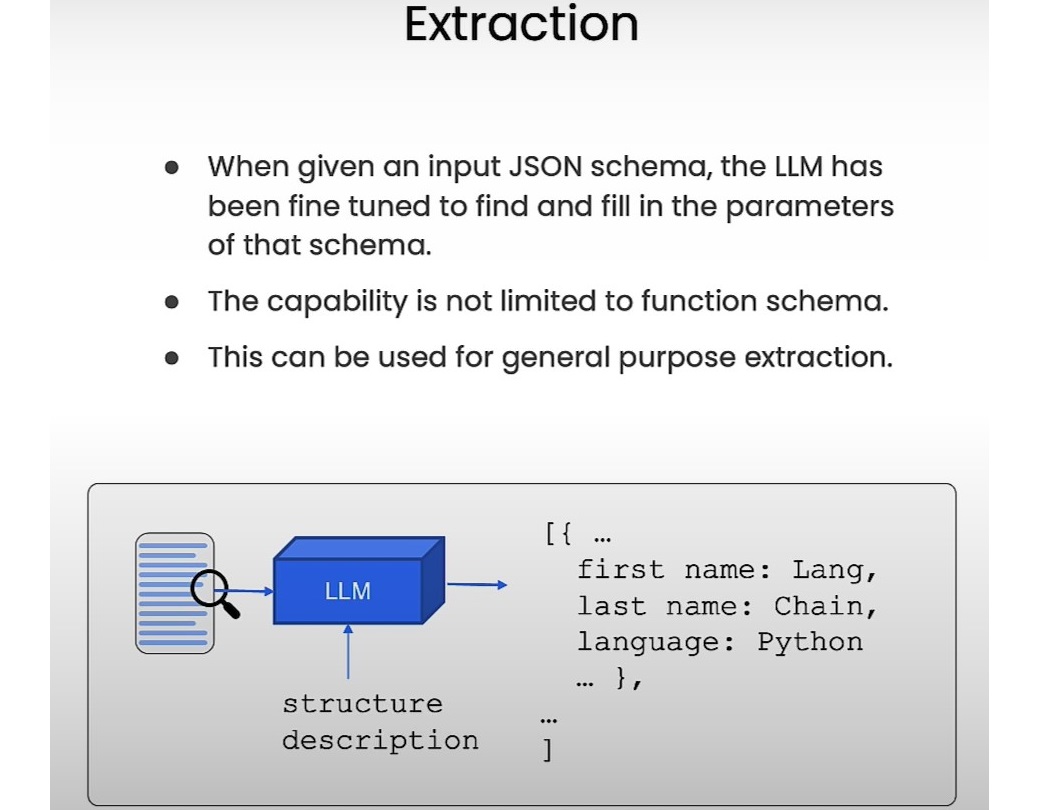 Extraction
● When given an input JSON schema, the LLM has
been fine tuned to find and fill in the parameters
of that schema.
● The capability is not limited to function schema.
● This can be used for general purpose extraction.
LLM
structure
description
[{ …
first name: Lang,
last name: Chain,
language: Python
… },
…
]